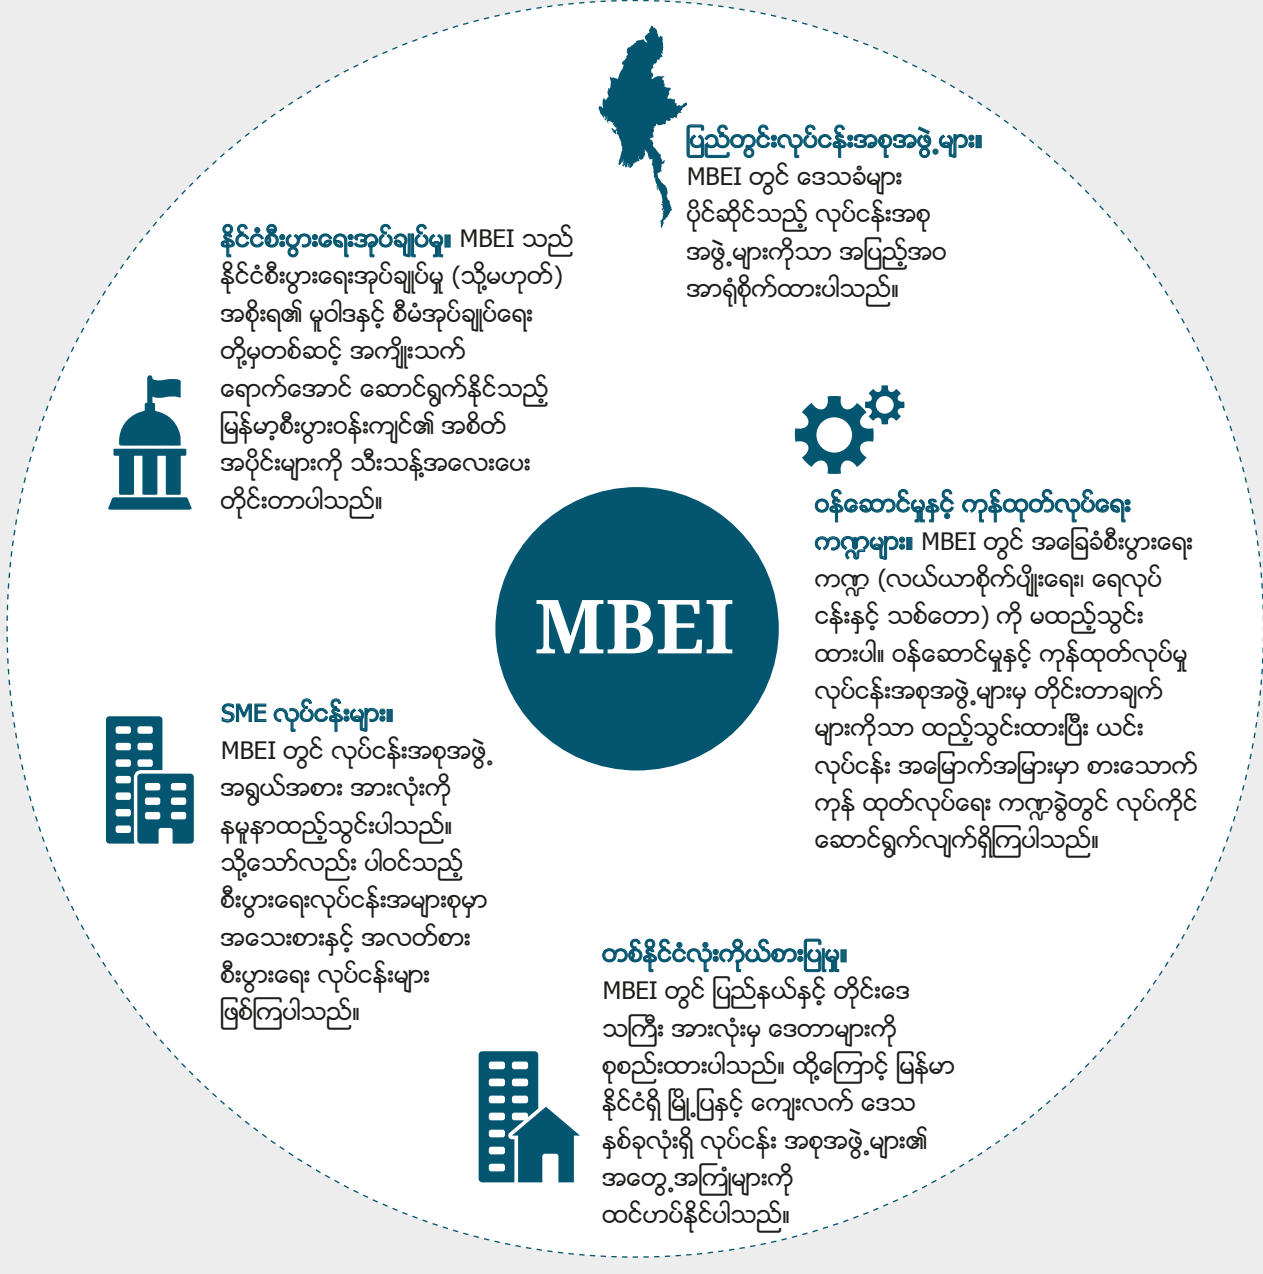 ပြည်တွင်းလုပ်ငန်းအစုအဖွဲ့များ။
MBEI တွင် ဒေသခံများ
ပိုင်ဆိုင်သည့် လုပ်ငန်းအစု
အဖွဲ့များကိုသာ အပြည့်အဝ
အာရုံစိုက်ထားပါသည်။
နိုင်ငံစီးပွားရေးအုပ်ချုပ်မှု။ MBEI သည်
နိုင်ငံစီးပွားရေးအုပ်ချုပ်မှု (သို့မဟုတ်)
အစိုးရ၏ မူဝါဒနှင့် စီမံအုပ်ချုပ်ရေး
တို့မှတစ်ဆင့် အကျိုးသက်
ရောက်အောင် ဆောင်ရွက်နိုင်သည့်
မြန်မာ့စီးပွားဝန်းကျင်၏ အစိတ်
အပိုင်းများကို သီးသန့်အလေးပေး
တိုင်းတာပါသည်။
ဝန်ဆောင်မှုနှင့် ကုန်ထုတ်လုပ်ရေး
ကဏ္ဍများ။ MBEI တွင် အခြေခံစီးပွားရေး
ကဏ္ဍ (လယ်ယာစိုက်ပျိုးရေး၊ ရေလုပ်
ငန်းနှင့် သစ်တော) ကို မထည့်သွင်း
ထားပါ။ ဝန်ဆောင်မှုနှင့် ကုန်ထုတ်လုပ်မှု
လုပ်ငန်းအစုအဖွဲ့များမှ တိုင်းတာချက်
များကိုသာ ထည့်သွင်းထားပြီး ယင်း
လုပ်ငန်း အမြောက်အမြားမှာ စားသောက်
ကုန် ထုတ်လုပ်ရေး ကဏ္ဍခွဲတွင် လုပ်ကိုင်
ဆောင်ရွက်လျက်ရှိကြပါသည်။
MBEI
SME လုပ်ငန်းများ။
MBEI တွင် လုပ်ငန်းအစုအဖွဲ့
အရွယ်အစား အားလုံးကို
နမူနာထည့်သွင်းပါသည်။
သို့သော်လည်း ပါဝင်သည့်
စီးပွားရေးလုပ်ငန်းအများစုမှာ
အသေးစားနှင့် အလတ်စား
စီးပွားရေး လုပ်ငန်းများ
ဖြစ်ကြပါသည်။
တစ်နိုင်ငံလုံးကိုယ်စားပြုမှု။
MBEI တွင် ပြည်နယ်နှင့် တိုင်းဒေ
သကြီး အားလုံးမှ ဒေတာများကို
စုစည်းထားပါသည်။ ထို့ကြောင့် မြန်မာ
နိုင်ငံရှိ မြို့ပြနှင့် ကျေးလက် ဒေသ
နှစ်ခုလုံးရှိ လုပ်ငန်း အစုအဖွဲ့များ၏
အတွေ့အကြုံများကို
ထင်ဟပ်နိုင်ပါသည်။